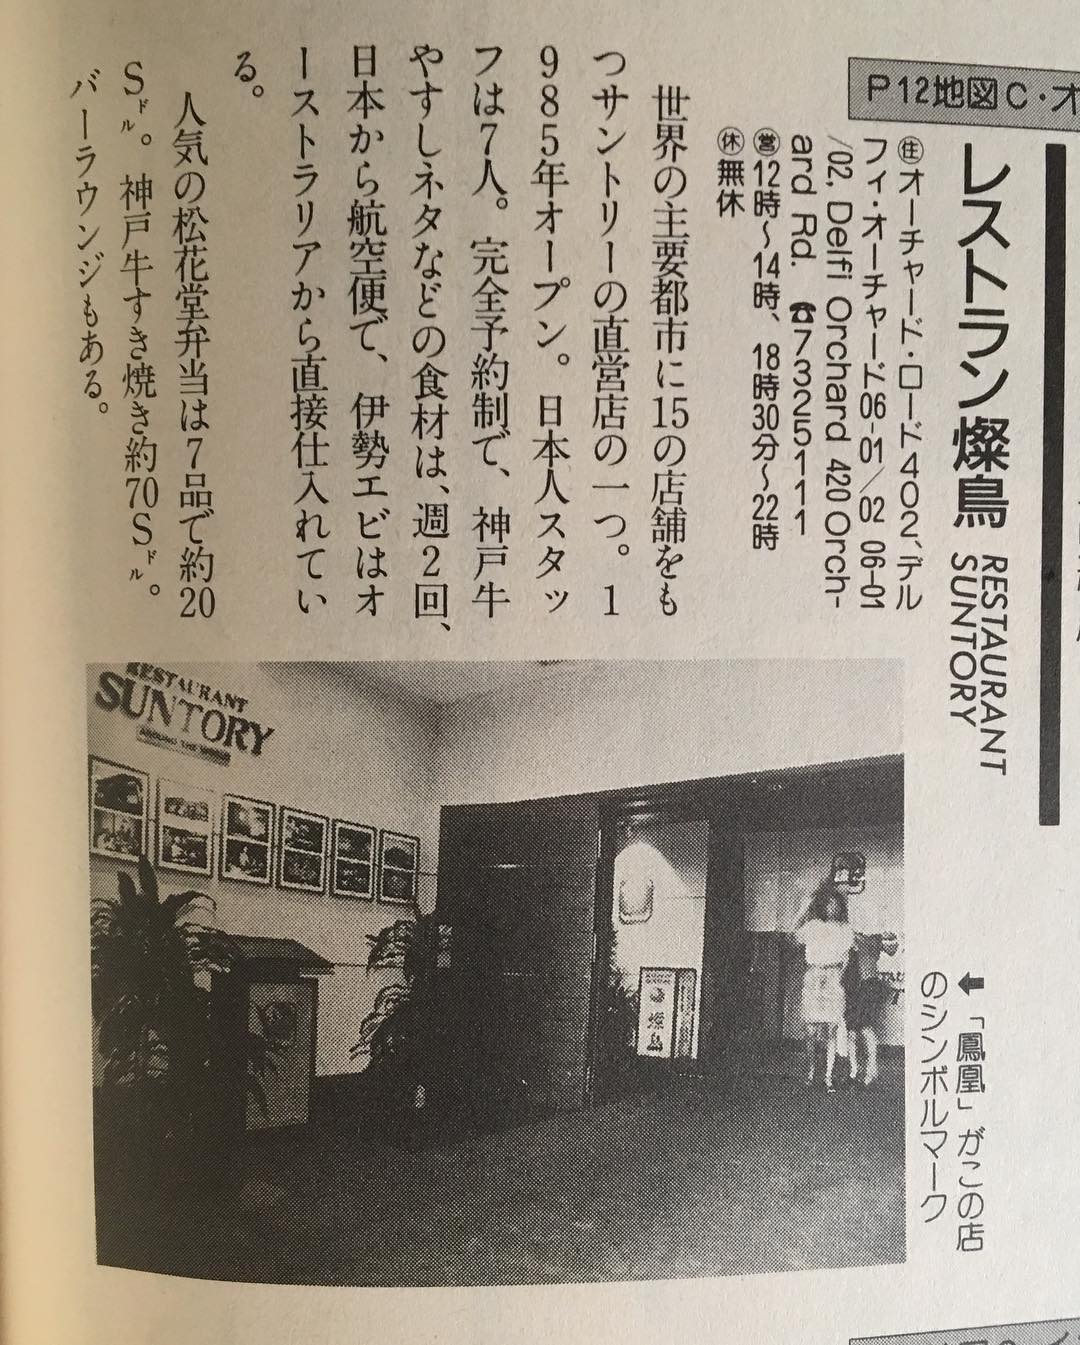 P12地図C・オ
レストラン燦鳥 RESTAURANT SUNTORY
㊟オーチャード・ロード402、デル
フィ・オーチャード06-01/02 06-01
/02, Delfi Orchard 420 Orch-
ard Rd. ☎7325111
㊡12時〜14時、18時30分〜22時
㊡無休
世界の主要都市に15の店舗をも
つサントリーの直営店の一つ。1
985年オープン。日本人スタッ
フは7人。完全予約制で、神戸牛
やすしネタなどの食材は、週2回、
日本から航空便で、伊勢エビはオ
ーストラリアから直接仕入れてい
る。
人気の松花堂弁当は7品で約20
Sドル。神戸牛すき焼き約70Sドル。
バーラウンジもある。
←「鳳凰」がこの店
のシンボルマーク
RESTAURANT
SUNTORY
AROUND THE WORLD
燦鳥